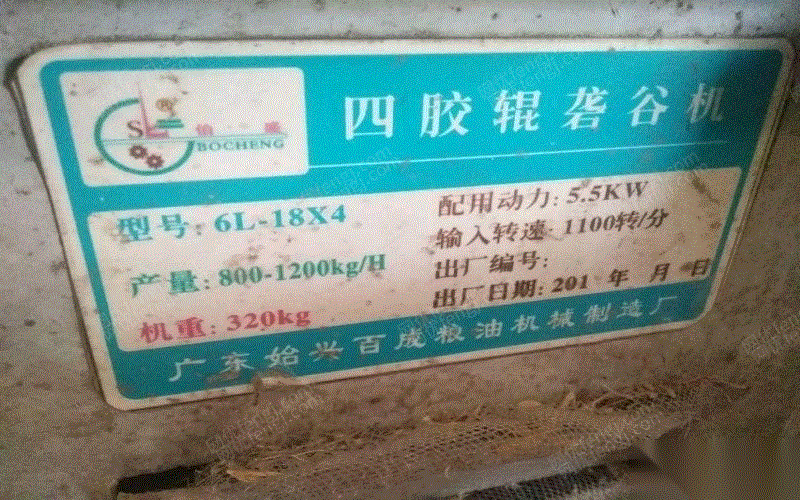 四胶辊砻谷机
S
®
BOCHENG
型号: 6L-18X4
产量: 800-1200kg/H
机重: 320kg
配用动力: 5.5KW
输入转速: 1100转/分
出厂编号:
出厂日期: 201 年 月 日
广东始兴百成粮油机械制造厂